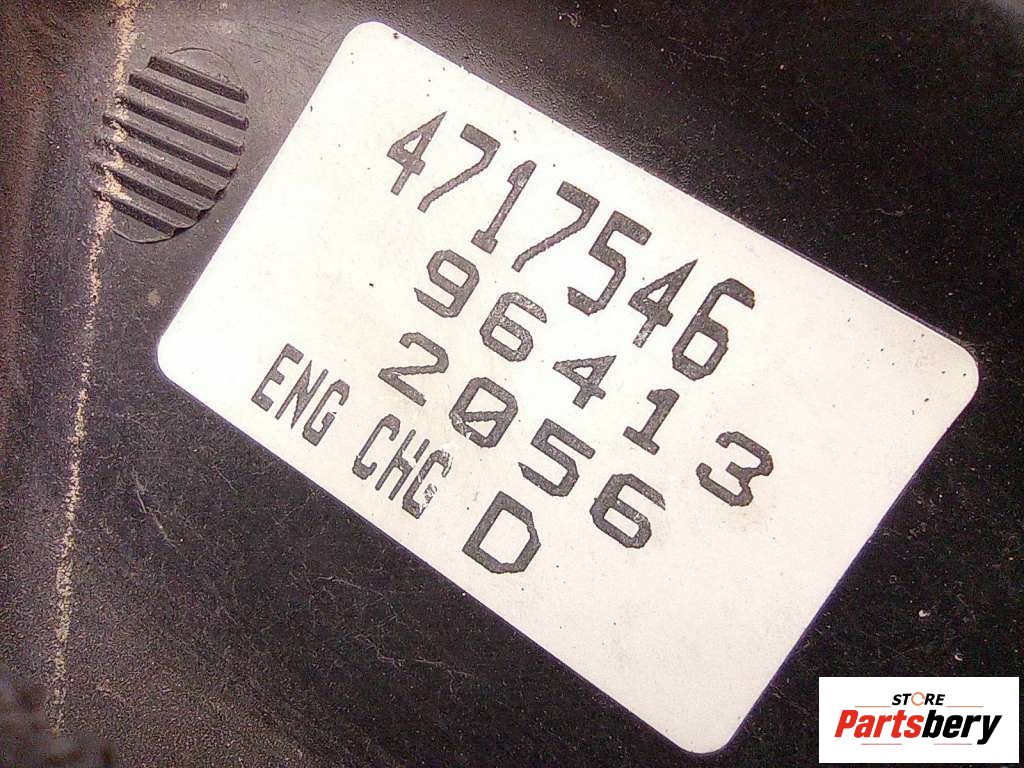 4717546
96413
2056
ENG CHG D
STORE
Partsbery